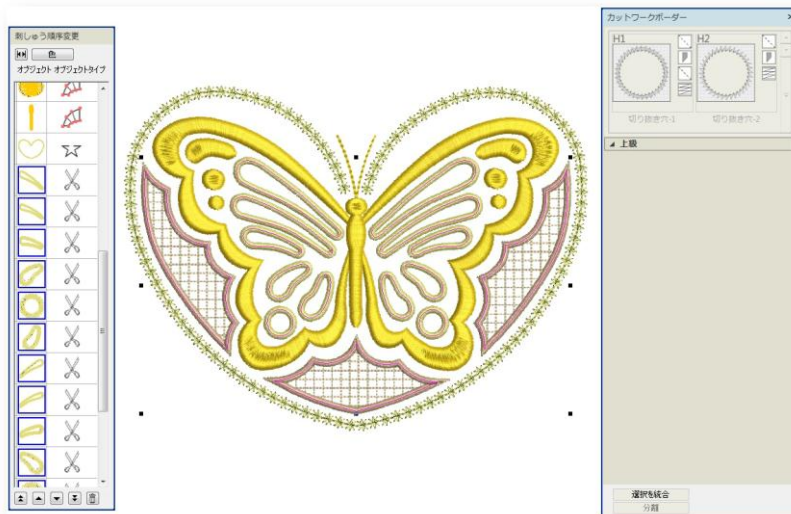 刺しゅう順序変更
色
オブジェクト オブジェクトタイプ
カットワークボーダー
H1
H2
切り抜き穴-1
切り抜き穴-2
上級
選択を統合
分離